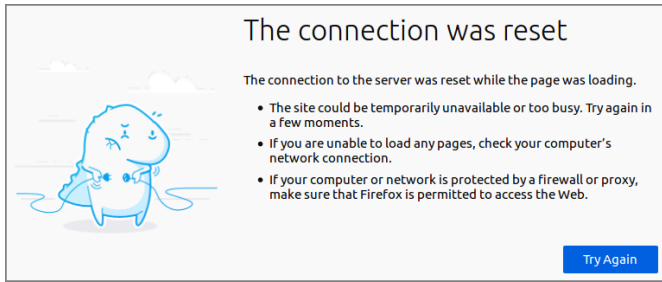 The connection was reset
The connection to the server was reset while the page was loading.
• The site could be temporarily unavailable or too busy. Try again in
a few moments.
• If you are unable to load any pages, check your computer’s
network connection.
• If your computer or network is protected by a firewall or proxy,
make sure that Firefox is permitted to access the Web.
Try Again